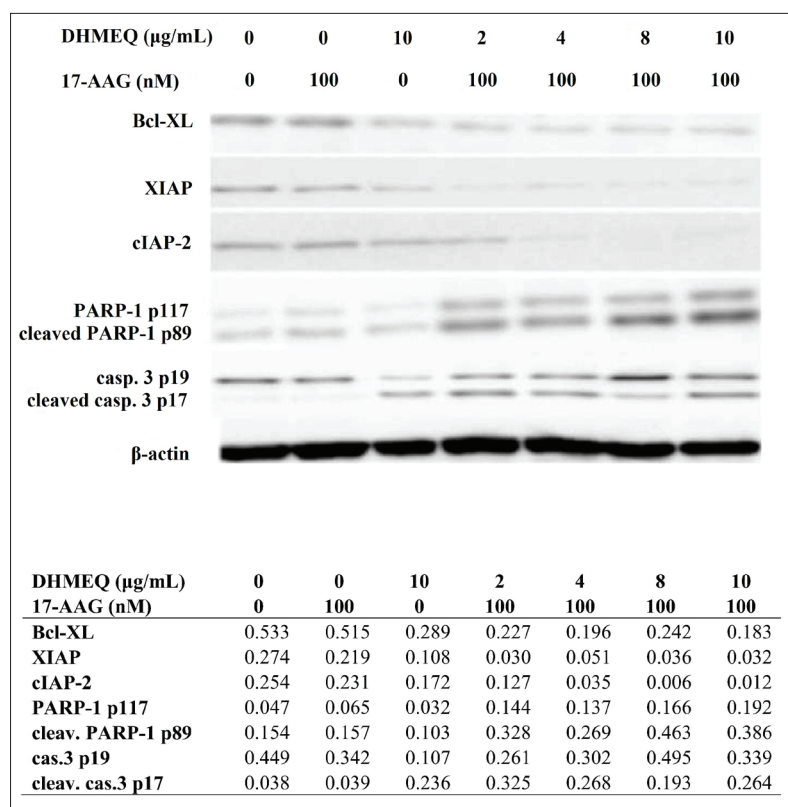 DHMEQ (μg/mL) 0 0 10 2 4 8 10
17-AAG (nM) 0 100 0 100 100 100 100
Bcl-XL
XIAP
cIAP-2
PARP-1 p117
cleaved PARP-1 p89
casp. 3 p19
cleaved casp. 3 p17
β-actin
DHMEQ (μg/mL) 0 0 10 2 4 8 10
17-AAG (nM) 0 100 0 100 100 100 100
Bcl-XL 0.533 0.515 0.289 0.227 0.196 0.242 0.183
XIAP 0.274 0.219 0.108 0.030 0.051 0.036 0.032
cIAP-2 0.254 0.231 0.172 0.127 0.035 0.006 0.012
PARP-1 p117 0.047 0.065 0.032 0.144 0.137 0.166 0.192
cleav. PARP-1 p89 0.154 0.157 0.103 0.328 0.269 0.463 0.386
cas.3 p19 0.449 0.342 0.107 0.261 0.302 0.495 0.339
cleav. cas.3 p17 0.038 0.039 0.236 0.325 0.268 0.193 0.264